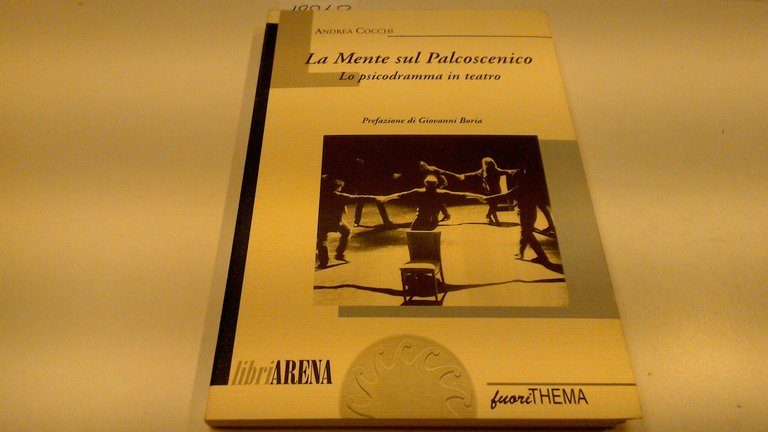 ANDREA COCCHI
La Mente sul Palcoscenico
Lo psicodramma in teatro
Prefazione di Giovanni Boria
libriARENA
fuoriTHEMA